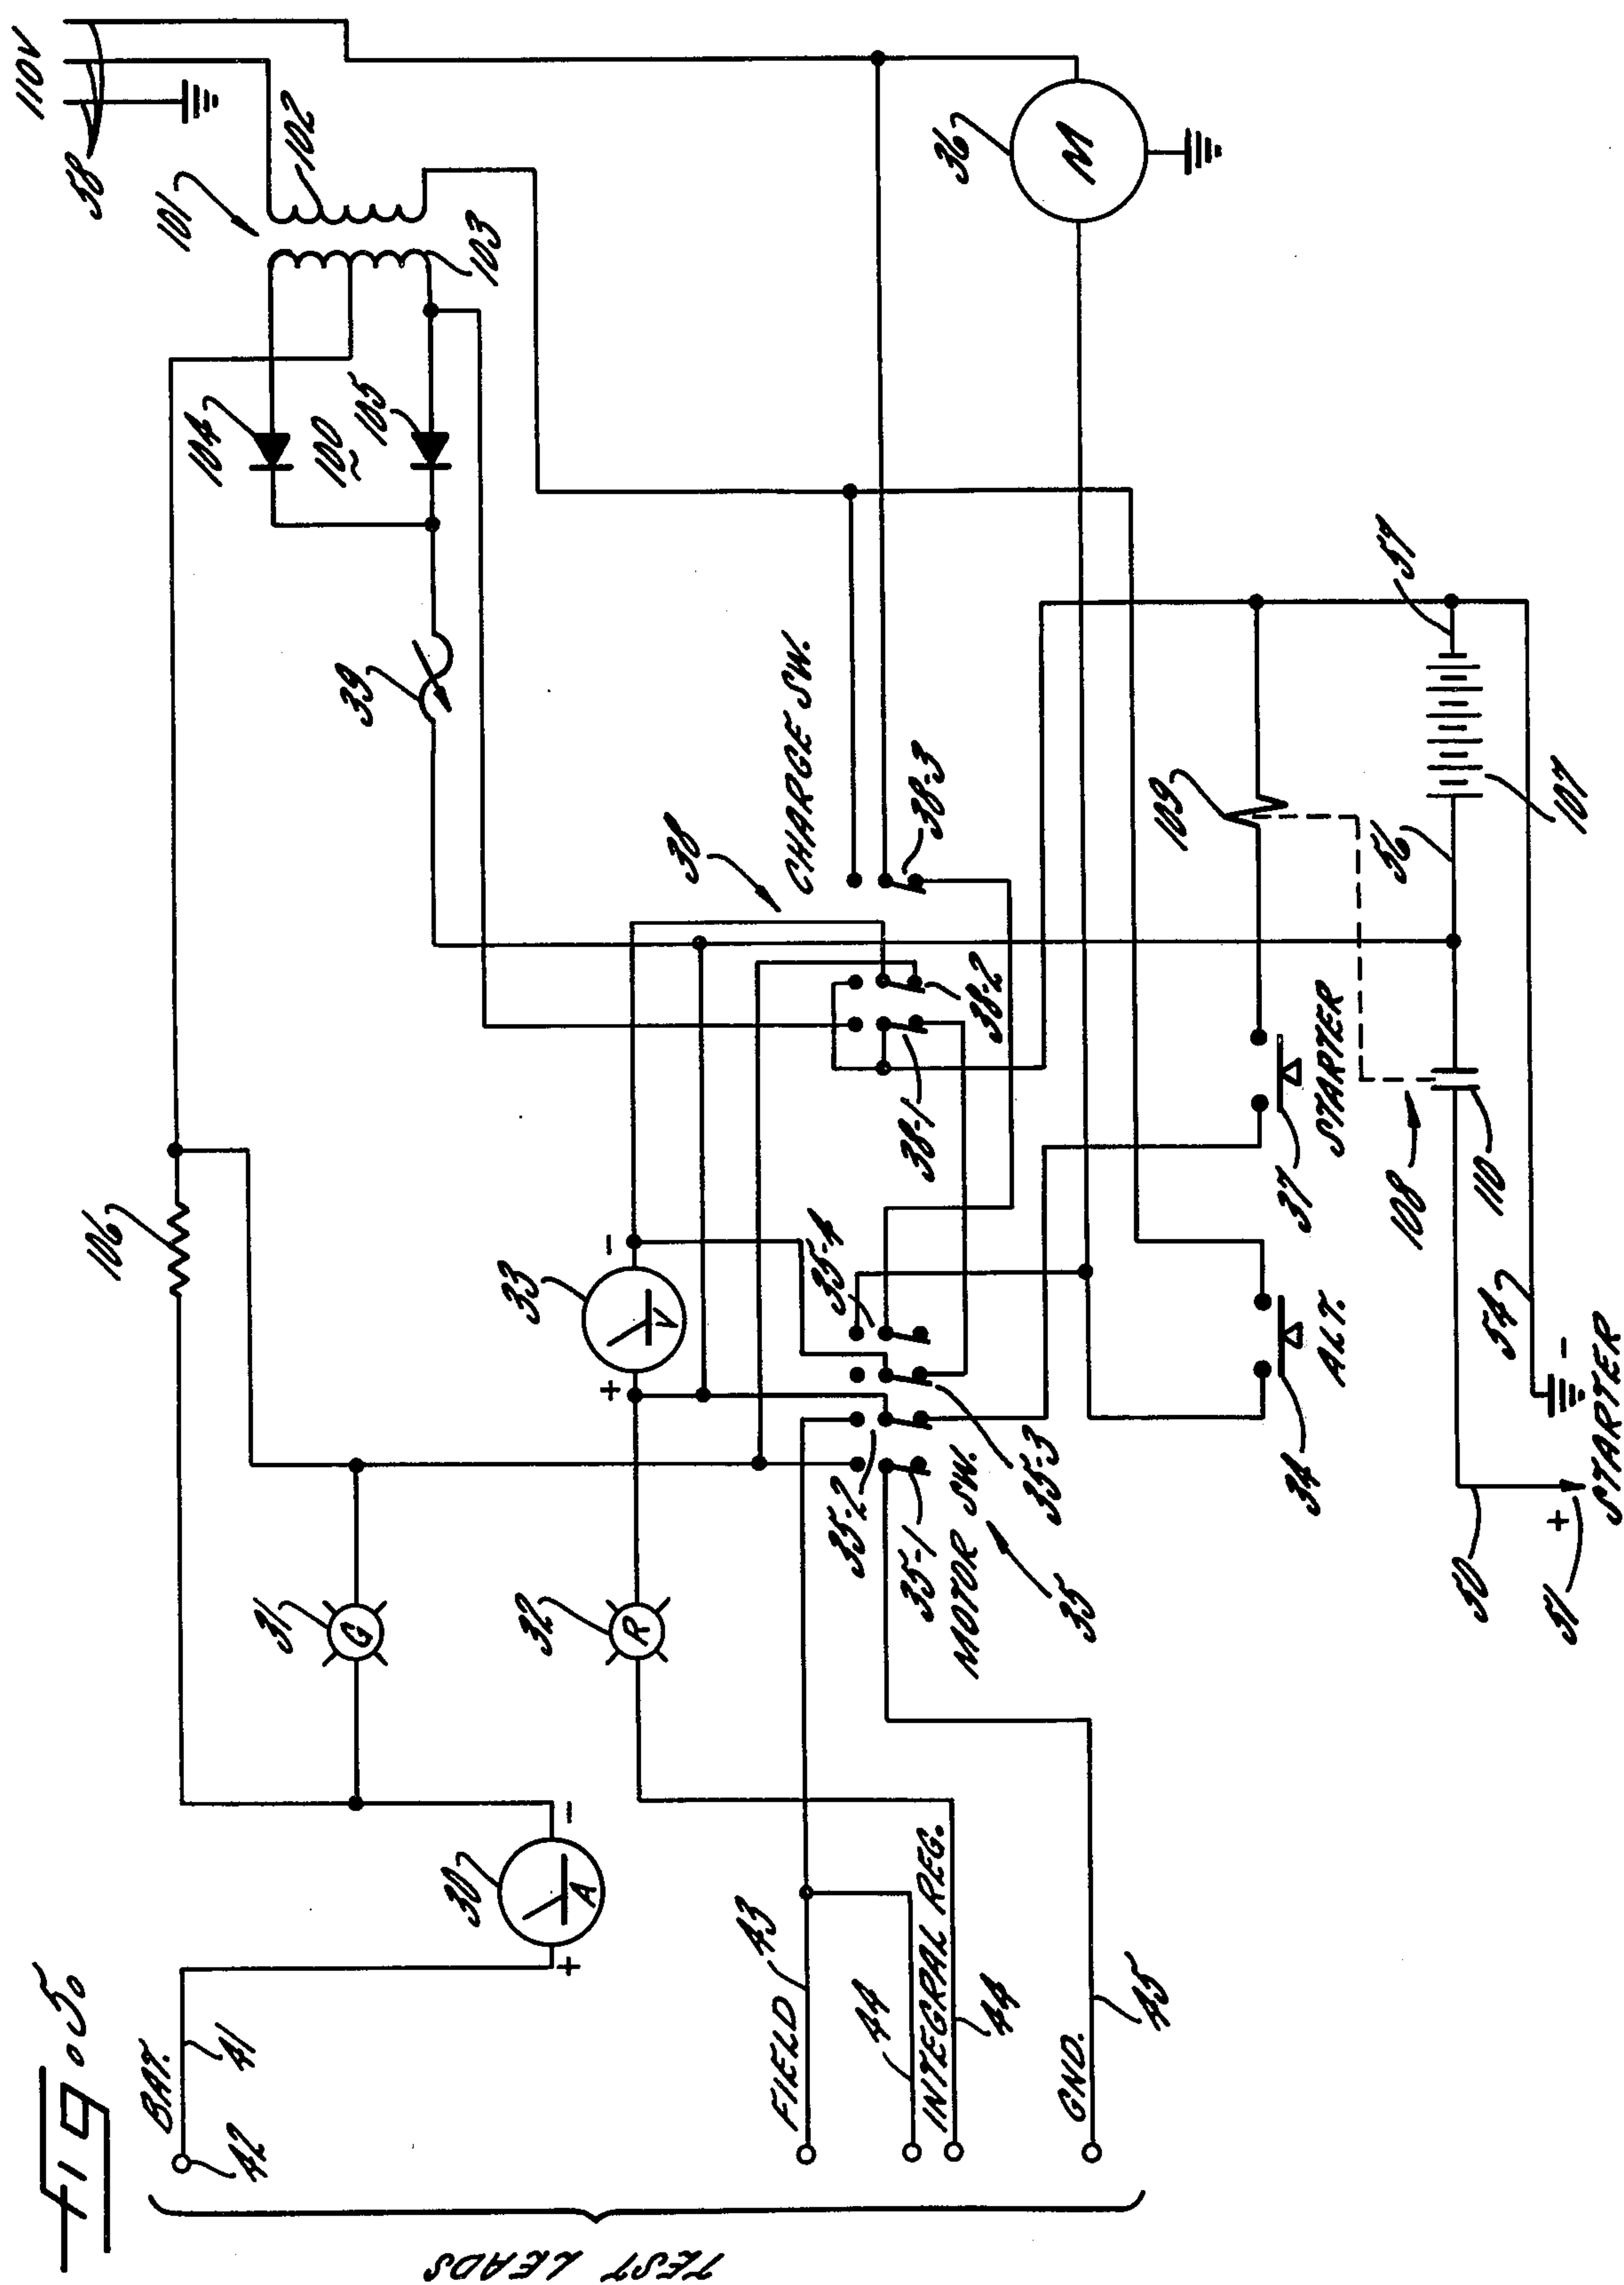 Fig. 5.
TEST LEADS
BAT.
41
42
30
A
+
-
31
G
106
32
R
33
V
+
-
FIELD
43
44
INTEGRAL REG.
44
GND.
45
35-2
35-1
MOTOR SW.
35
35-3
35-4
38-1
38-2
38
CHARGE SW.
38-3
39
104
100
105
101
102
103
110V
58
36
M
34
ALT.
37
STARTER
109
108
110
56
57
107
50
51
+
STARTER
-
54